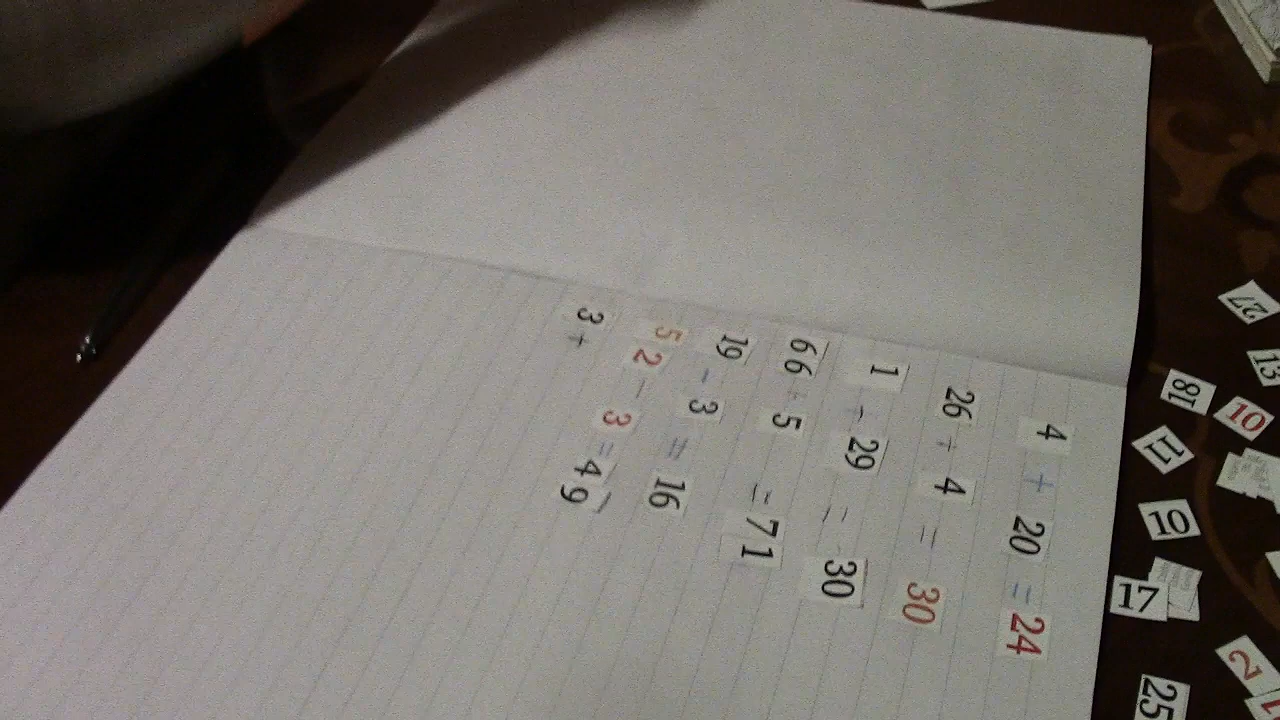 4 + 20 = 24
26 + 4 = 30
1 + 29 = 30
66 + 5 = 71
19 - 3 = 16
52 - 3 = 49
3 +
27
13
18
10
11
10
17
2
25